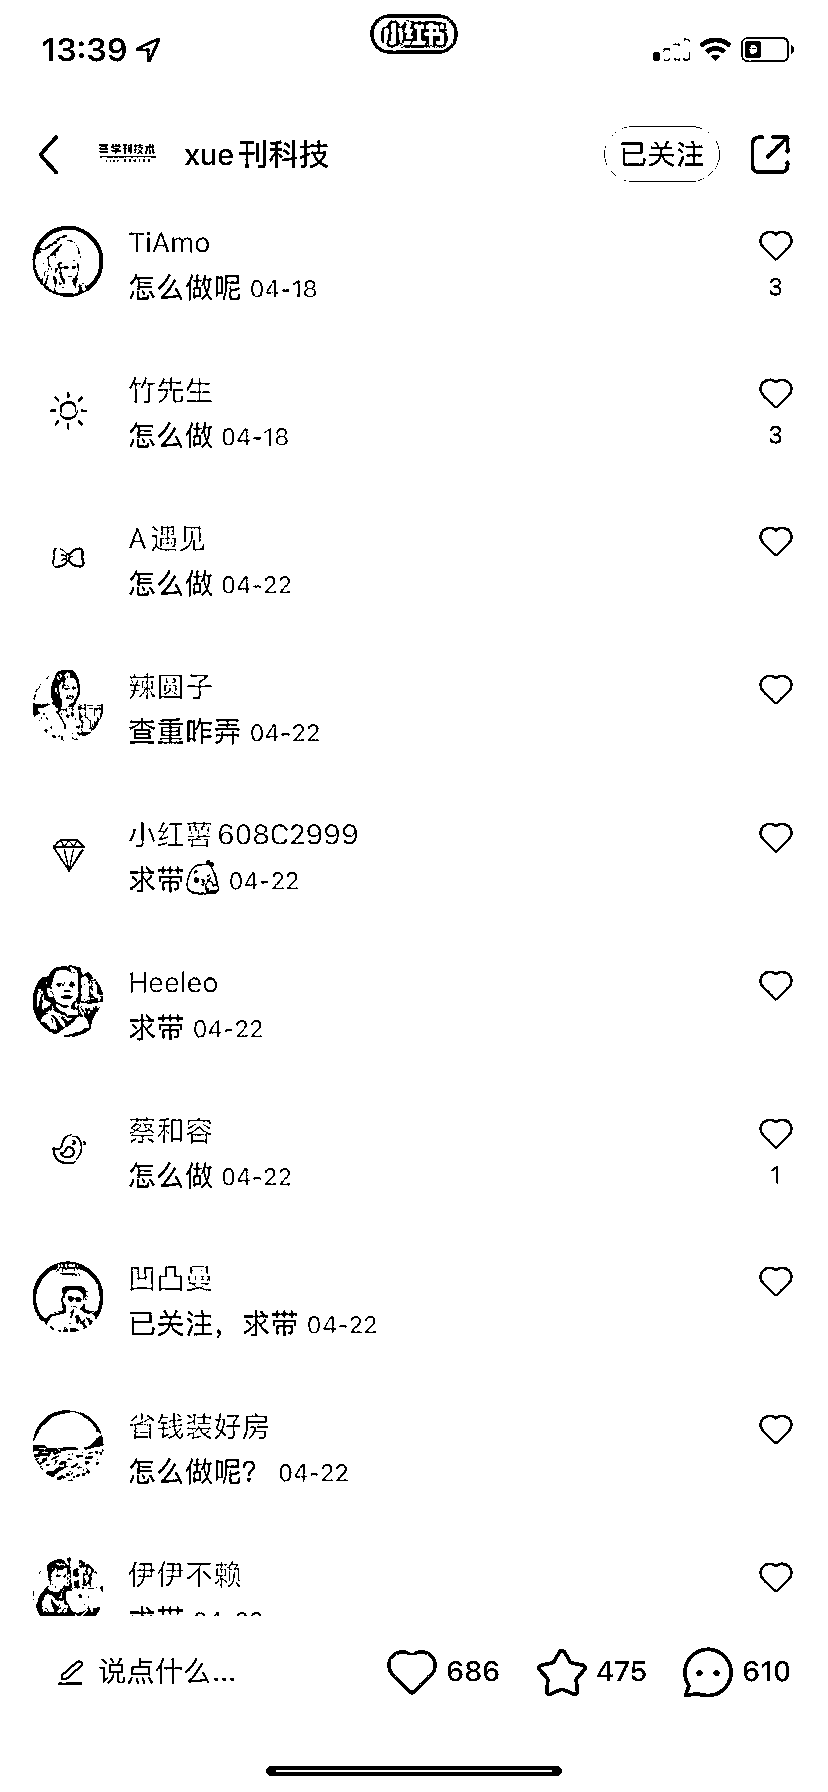 13:39
小红书
三学刊技术
xue刊科技
已关注
TiAmo
怎么做呢 04-18
3
竹先生
怎么做 04-18
3
A遇见
怎么做 04-22
辣圆子
查重咋弄 04-22
小红薯608C2999
求带 04-22
Heeleo
求带 04-22
蔡和容
怎么做 04-22
1
凹凸曼
已关注，求带 04-22
省钱装好房
怎么做呢？ 04-22
伊伊不赖
说点什么...
686
475
610